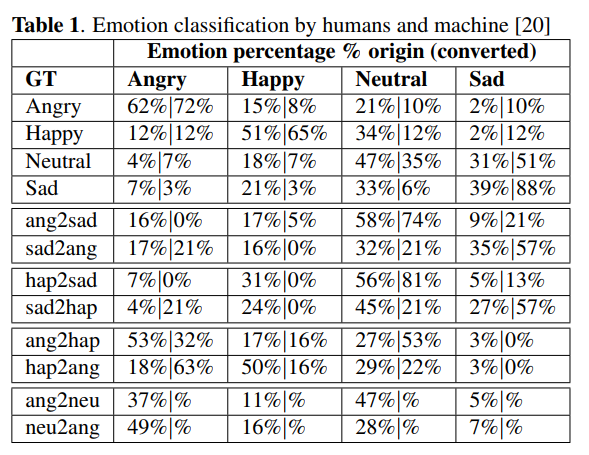 Table 1. Emotion classification by humans and machine [20]
Emotion percentage % origin (converted)
GT Angry Happy Neutral Sad
Angry 62%|72% 15%|8% 21%|10% 2%|10%
Happy 12%|12% 51%|65% 34%|12% 2%|12%
Neutral 4%|7% 18%|7% 47%|35% 31%|51%
Sad 7%|3% 21%|3% 33%|6% 39%|88%
ang2sad 16%|0% 17%|5% 58%|74% 9%|21%
sad2ang 17%|21% 16%|0% 32%|21% 35%|57%
hap2sad 7%|0% 31%|0% 56%|81% 5%|13%
sad2hap 4%|21% 24%|0% 45%|21% 27%|57%
ang2hap 53%|32% 17%|16% 27%|53% 3%|0%
hap2ang 18%|63% 50%|16% 29%|22% 3%|0%
ang2neu 37%|% 11%|% 47%|% 5%|%
neu2ang 49%|% 16%|% 28%|% 7%|%